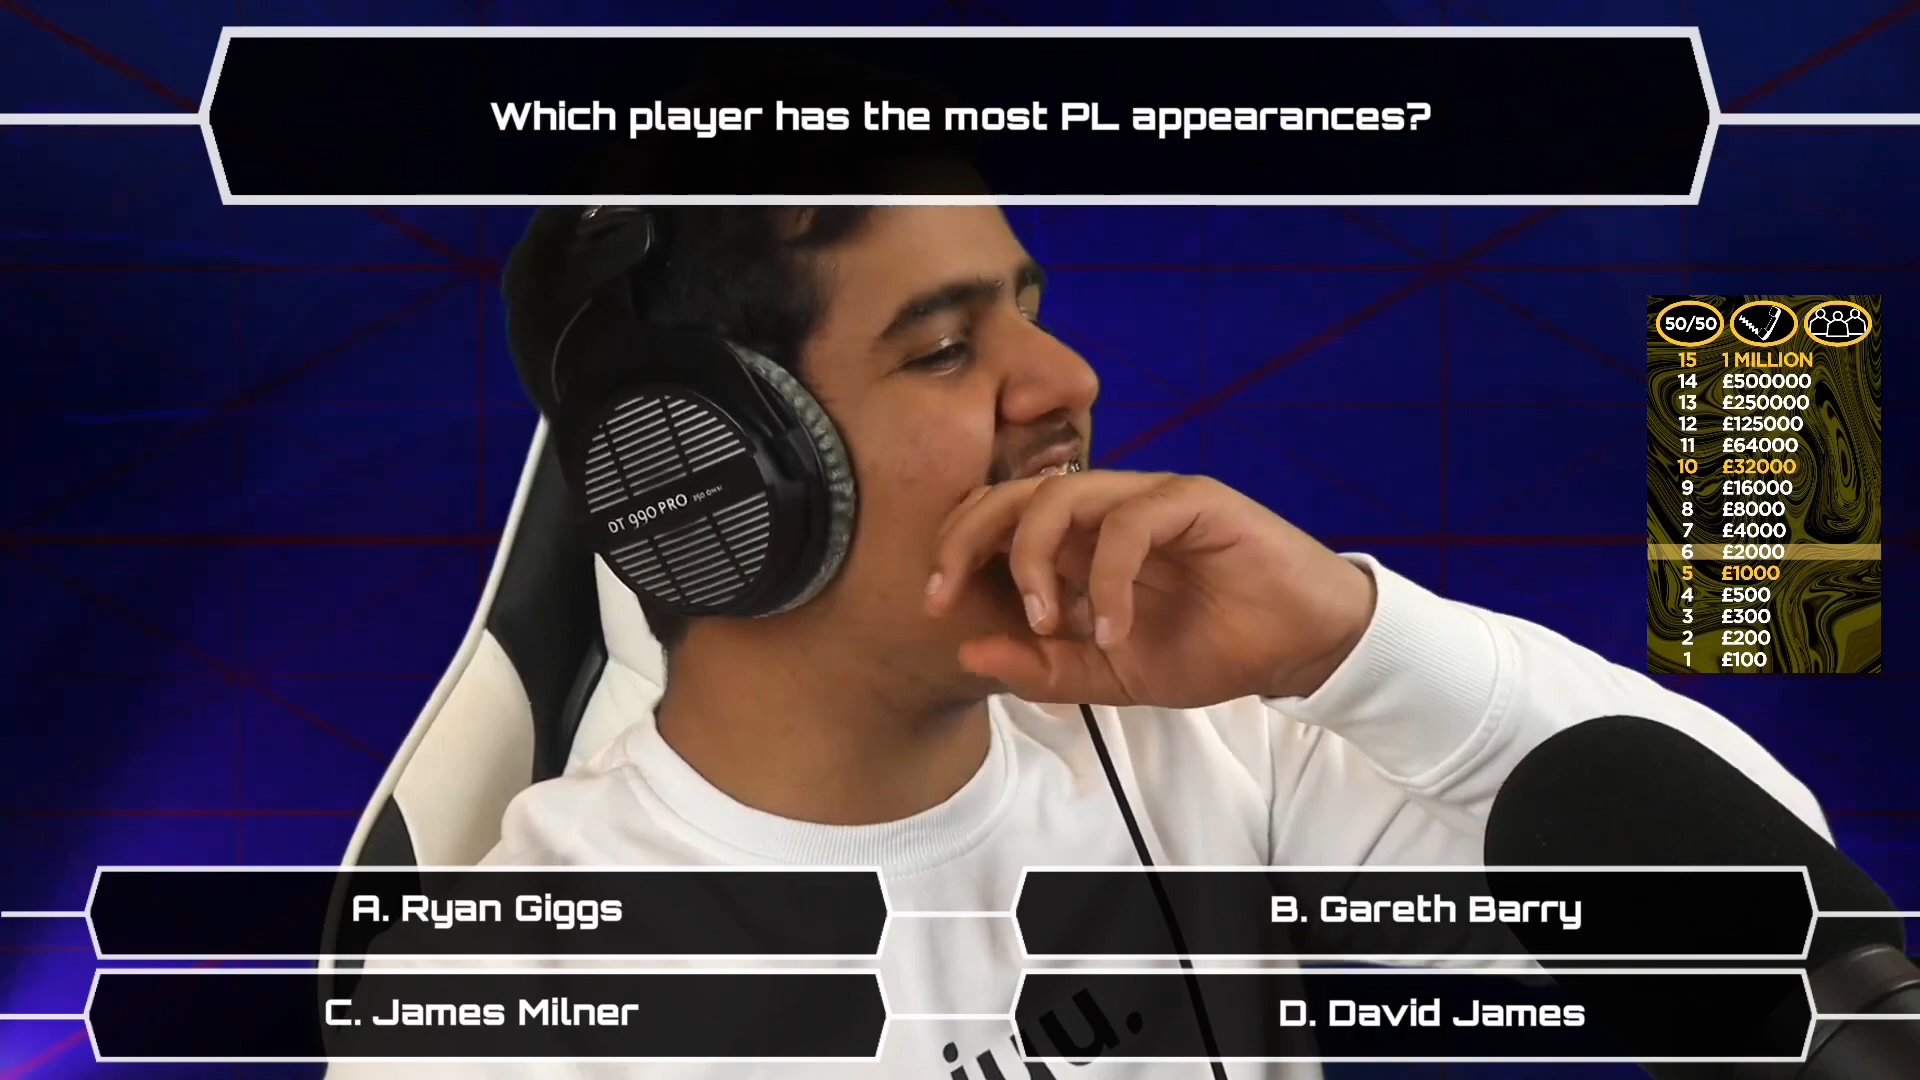 Which player has the most PL appearances?
50/50
15 1 MILLION
14 £500000
13 £250000
12 £125000
11 £64000
10 £32000
9 £16000
8 £8000
7 £4000
6 £2000
5 £1000
4 £500
3 £300
2 £200
1 £100
DT 990 PRO 250 OHM
A. Ryan Giggs
B. Gareth Barry
C. James Milner
D. David James